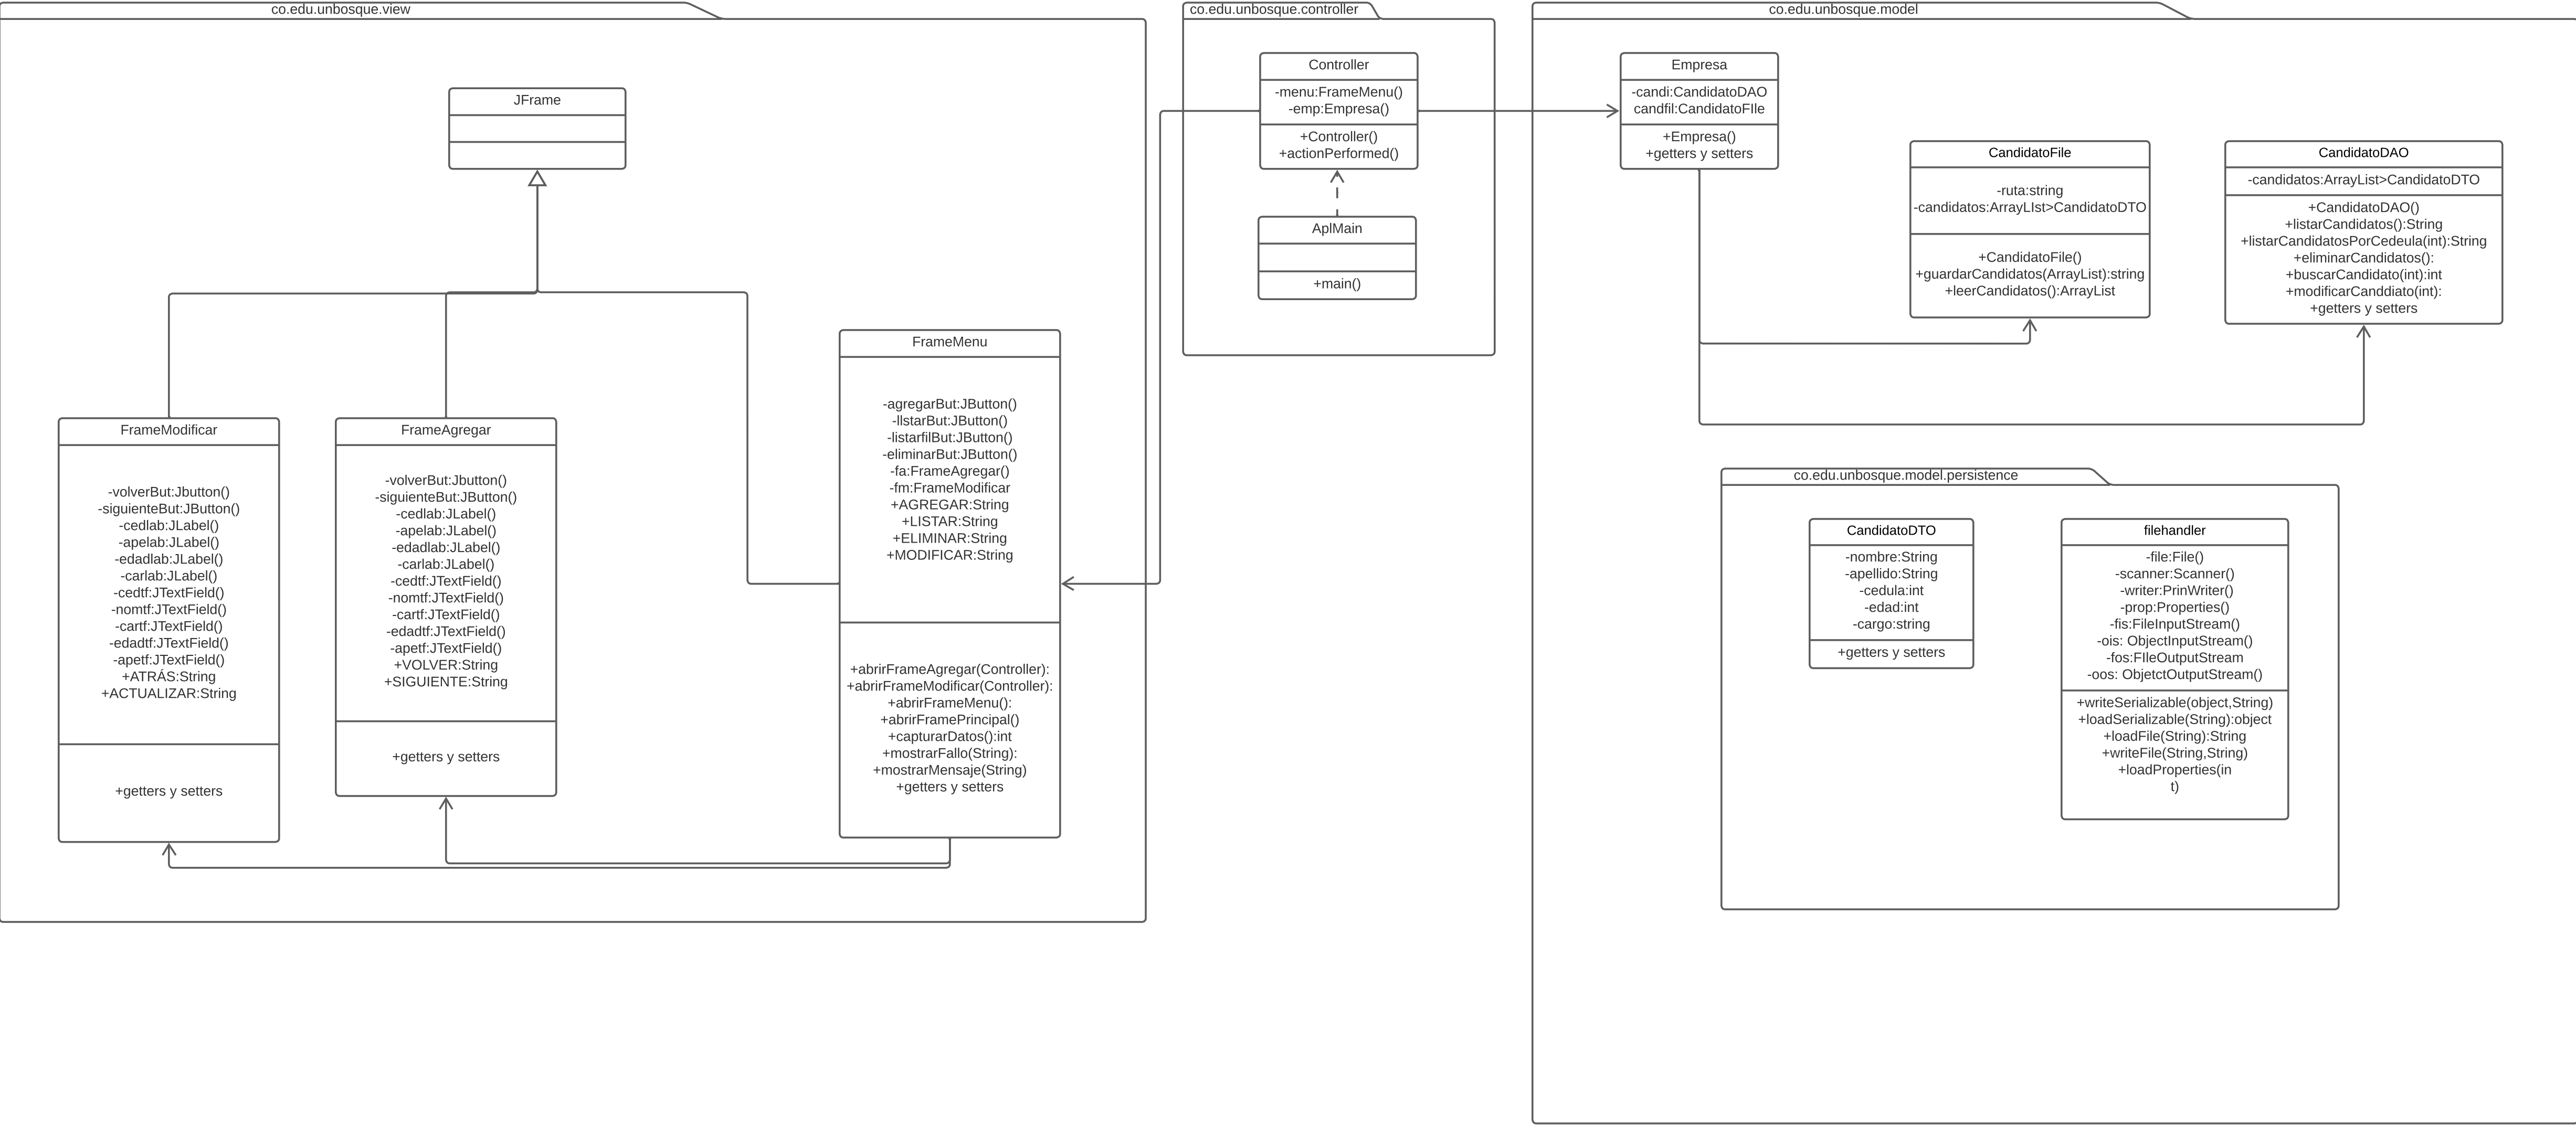 co.edu.unbosque.view
JFrame
FrameModificar
-volverBut:Jbutton()
-siguienteBut:JButton()
-cedlab:JLabel()
-apelab:JLabel()
-edadlab:JLabel()
-carlab:JLabel()
-cedtf:JTextField()
-nomtf:JTextField()
-cartf:JTextField()
-edadtf:JTextField()
-apetf:JTextField()
+ATRÁS:String
+ACTUALIZAR:String
+getters y setters
FrameAgregar
-volverBut:Jbutton()
-siguienteBut:JButton()
-cedlab:JLabel()
-apelab:JLabel()
-edadlab:JLabel()
-carlab:JLabel()
-cedtf:JTextField()
-nomtf:JTextField()
-cartf:JTextField()
-edadtf:JTextField()
-apetf:JTextField()
+VOLVER:String
+SIGUIENTE:String
+getters y setters
FrameMenu
-agregarBut:JButton()
-lIstarBut:JButton()
-listarfilBut:JButton()
-eliminarBut:JButton()
-fa:FrameAgregar()
-fm:FrameModificar
+AGREGAR:String
+LISTAR:String
+ELIMINAR:String
+MODIFICAR:String
+abrirFrameAgregar(Controller):
+abrirFrameModificar(Controller):
+abrirFrameMenu():
+abrirFramePrincipal()
+capturarDatos():int
+mostrarFallo(String):
+mostrarMensaje(String)
+getters y setters
co.edu.unbosque.controller
Controller
-menu:FrameMenu()
-emp:Empresa()
+Controller()
+actionPerformed()
AplMain
+main()
co.edu.unbosque.model
Empresa
-candi:CandidatoDAO
candfil:CandidatoFIle
+Empresa()
+getters y setters
CandidatoFile
-ruta:string
-candidatos:ArrayLIst>CandidatoDTO
+CandidatoFile()
+guardarCandidatos(ArrayList):string
+leerCandidatos():ArrayList
CandidatoDAO
-candidatos:ArrayList>CandidatoDTO
+CandidatoDAO()
+listarCandidatos():String
+listarCandidatosPorCedeula(int):String
+eliminarCandidatos():
+buscarCandidato(int):int
+modificarCanddiato(int):
+getters y setters
co.edu.unbosque.model.persistence
CandidatoDTO
-nombre:String
-apellido:String
-cedula:int
-edad:int
-cargo:string
+getters y setters
filehandler
-file:File()
-scanner:Scanner()
-writer:PrinWriter()
-prop:Properties()
-fis:FileInputStream()
-ois: ObjectInputStream()
-fos:FIleOutputStream
-oos: ObjetctOutputStream()
+writeSerializable(object,String)
+loadSerializable(String):object
+loadFile(String):String
+writeFile(String,String)
+loadProperties(in
t)